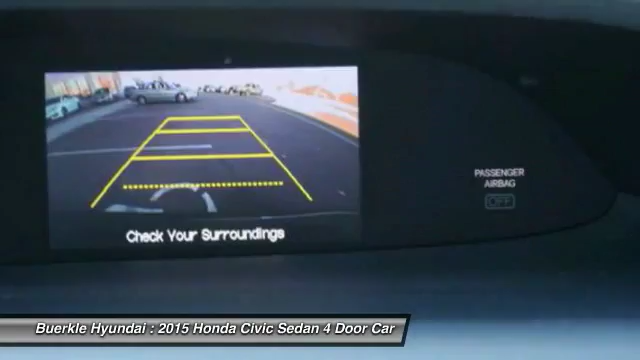 Check Your Surroundings
PASSENGER
AIRBAG
OFF
Buerkle Hyundai : 2015 Honda Civic Sedan 4 Door Car